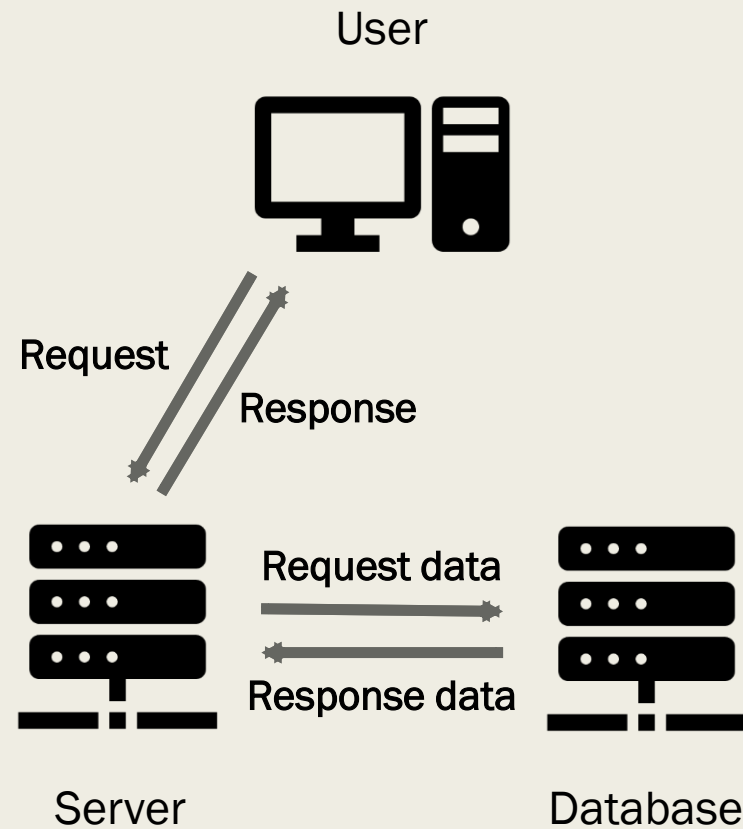 User
Request
Response
Request data
Response data
Server
Database